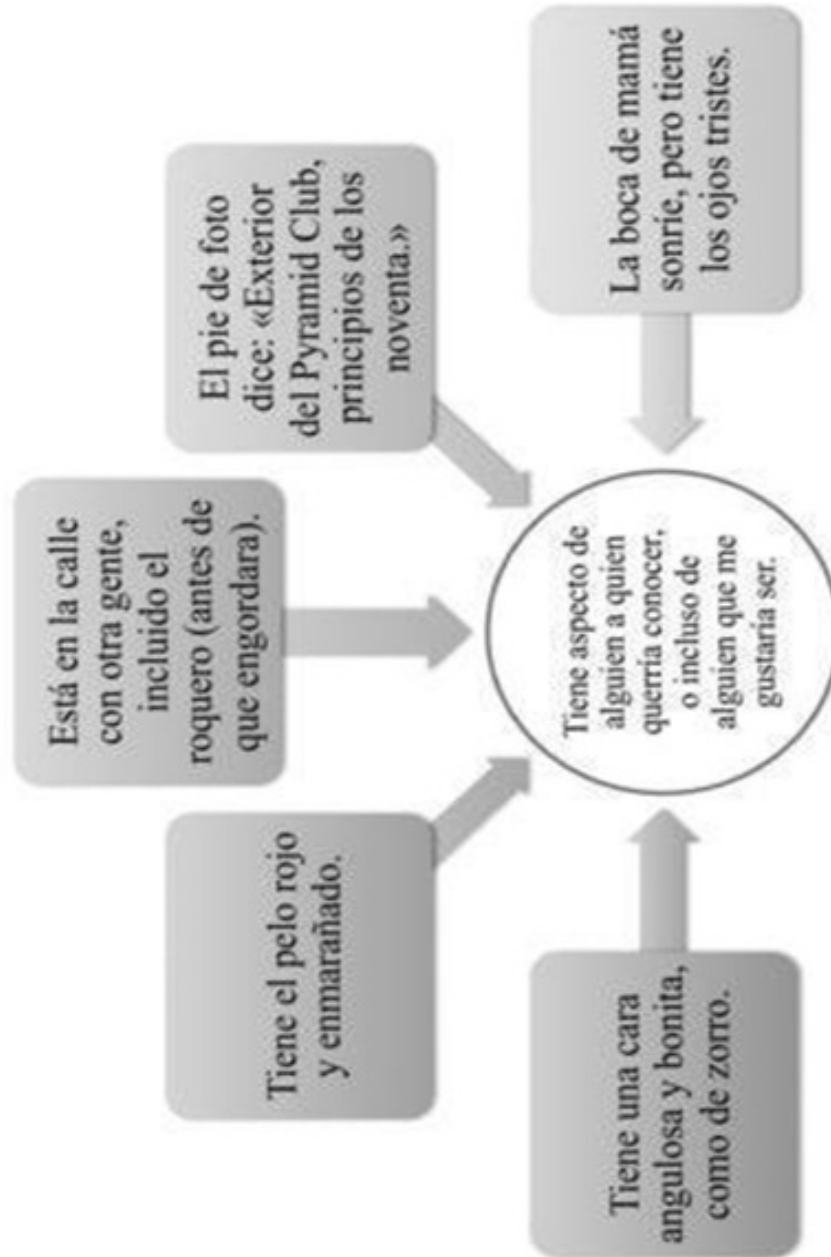 Tiene una cara
angulosa y bonita,
como de zorro.
Tiene el pelo rojo
y enmarañado.
Está en la calle
con otra gente,
incluido el
roquero (antes de
que engordara).
El pie de foto
dice: «Exterior
del Pyramid Club,
principios de los
noventa.»
La boca de mamá
sonríe, pero tiene
los ojos tristes.
Tiene aspecto de
alguien a quien
querría conocer,
o incluso de
alguien que me
gustaría ser.